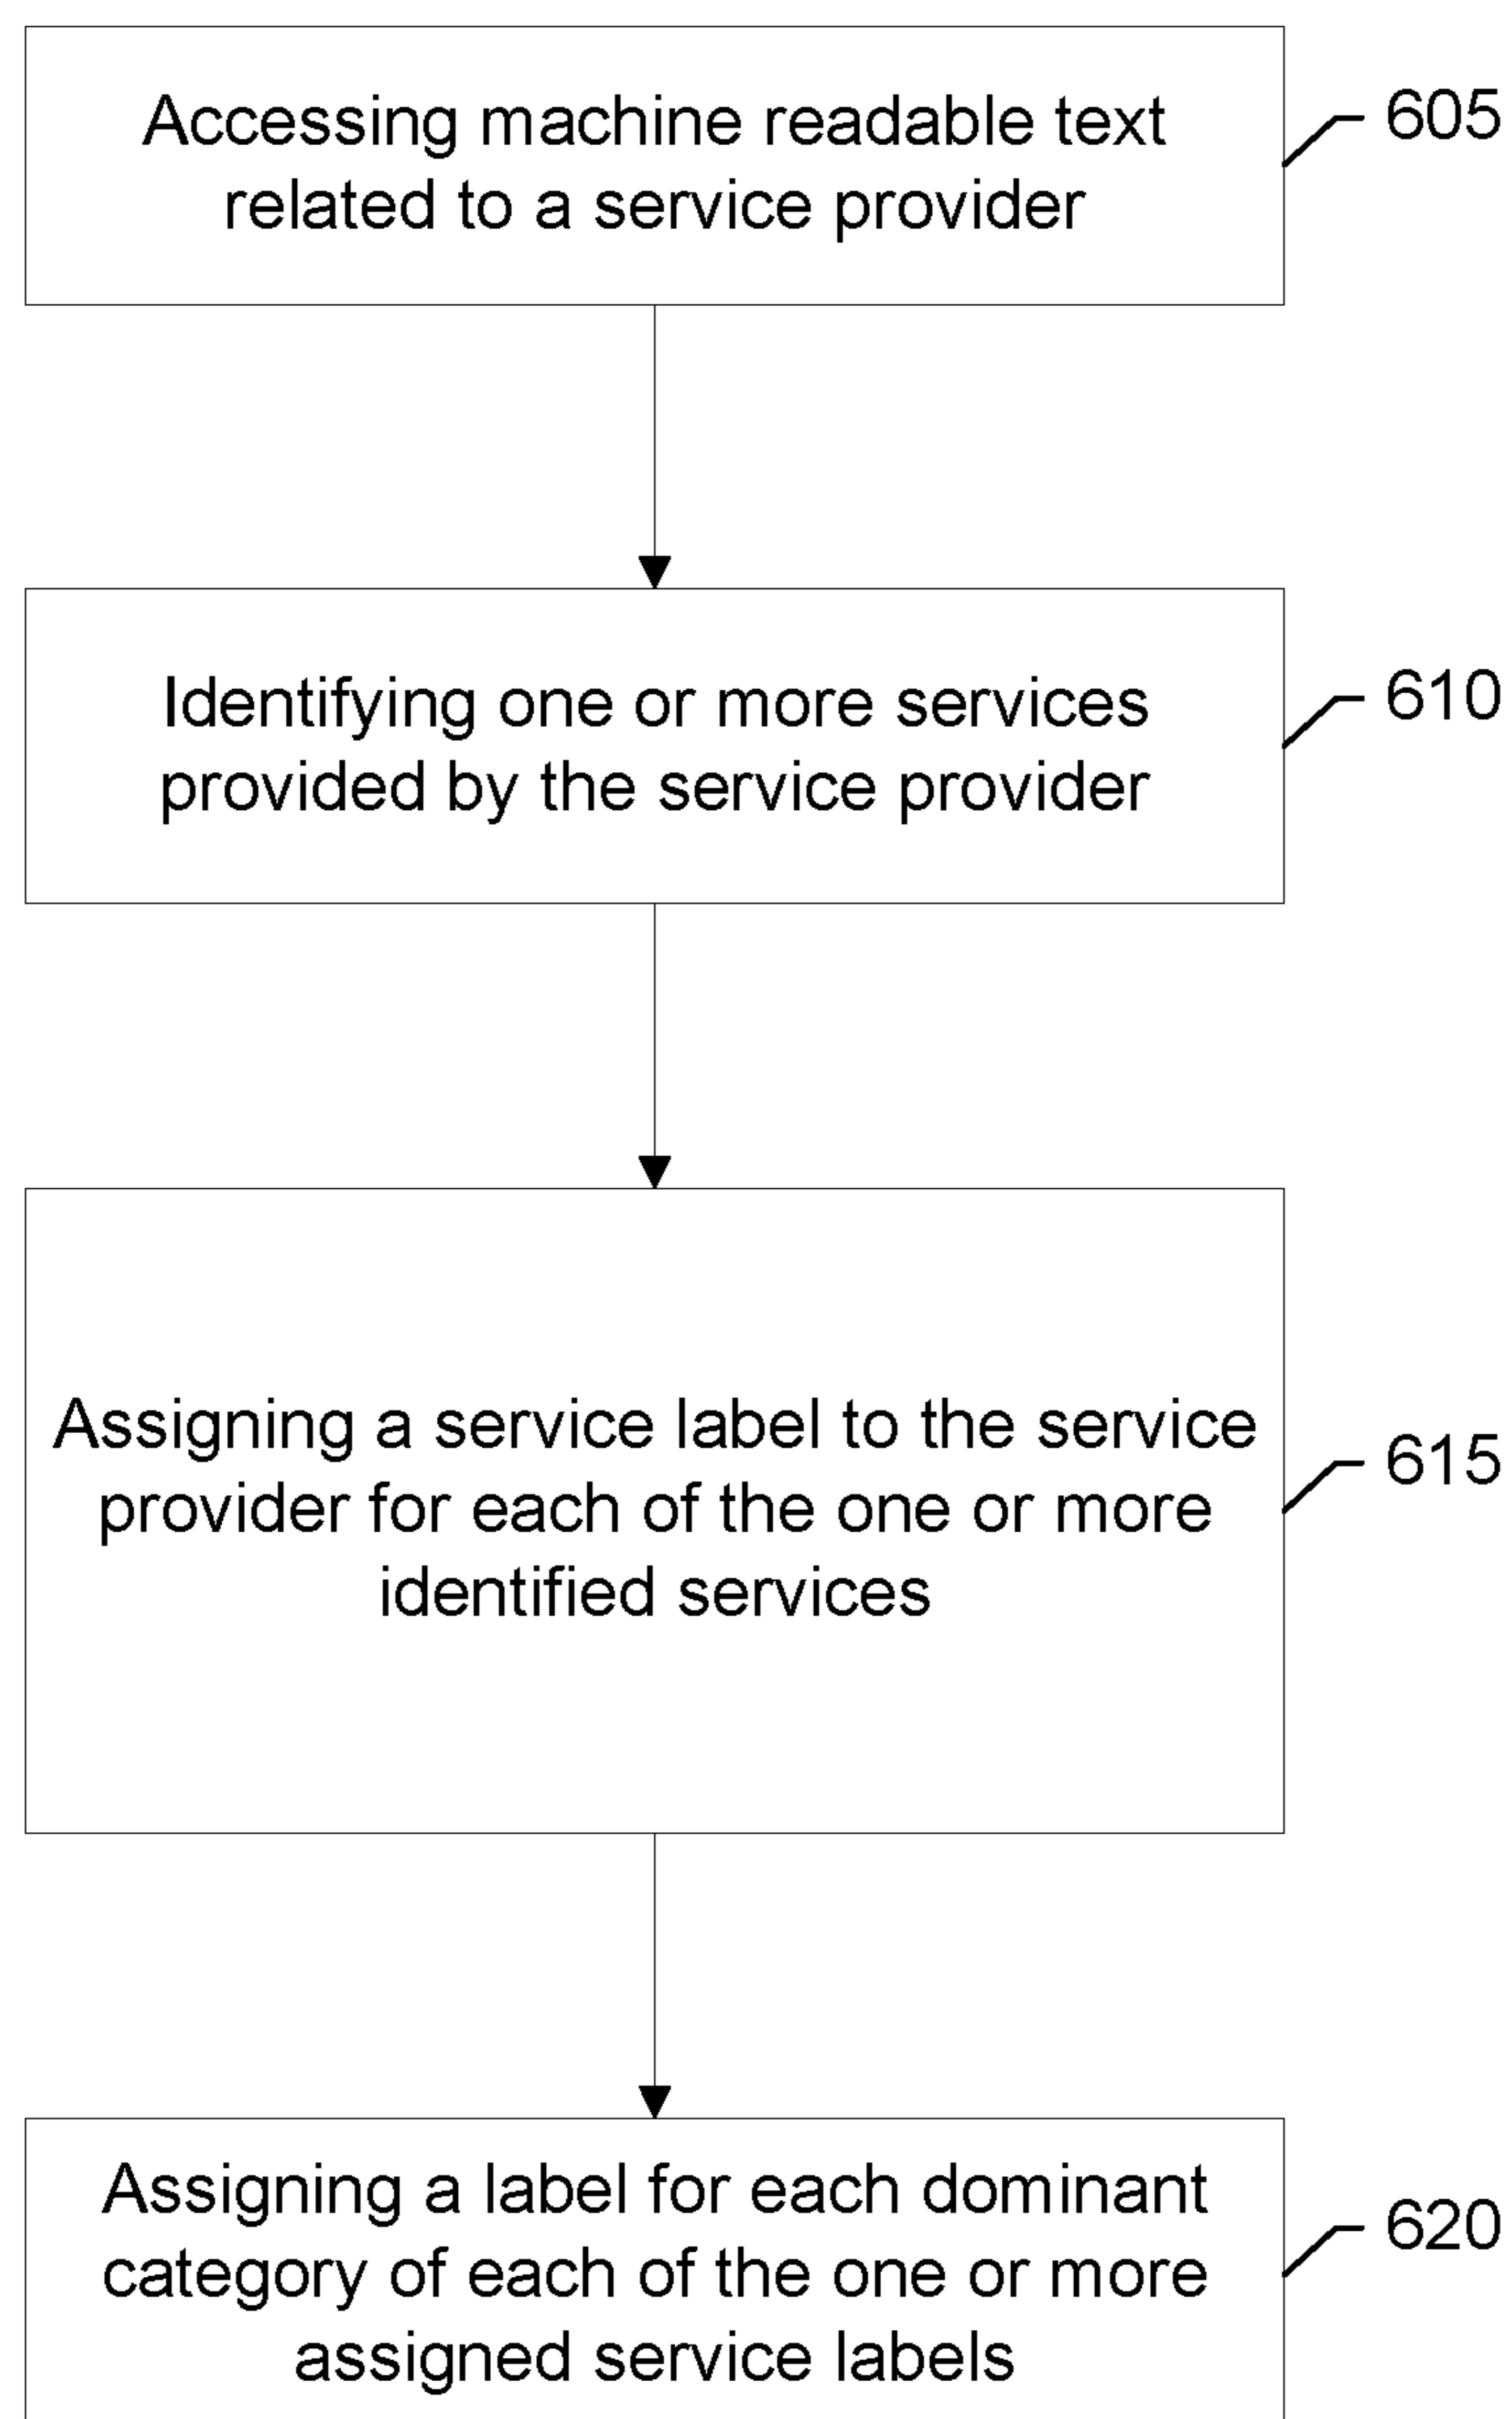 Accessing machine readable text
related to a service provider
605
Identifying one or more services
provided by the service provider
610
Assigning a service label to the service
provider for each of the one or more
identified services
615
Assigning a label for each dominant
category of each of the one or more
assigned service labels
620